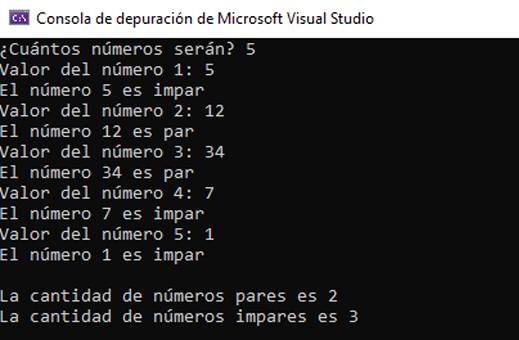 Consola de depuración de Microsoft Visual Studio
¿Cuántos números serán? 5
Valor del número 1: 5
El número 5 es impar
Valor del número 2: 12
El número 12 es par
Valor del número 3: 34
El número 34 es par
Valor del número 4: 7
El número 7 es impar
Valor del número 5: 1
El número 1 es impar
La cantidad de números pares es 2
La cantidad de números impares es 3